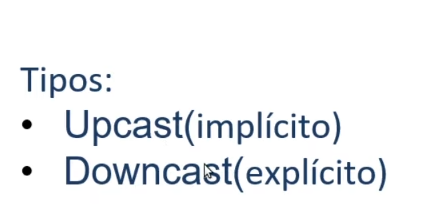 Tipos:
• Upcast(implícito)
• Downcast(explícito)